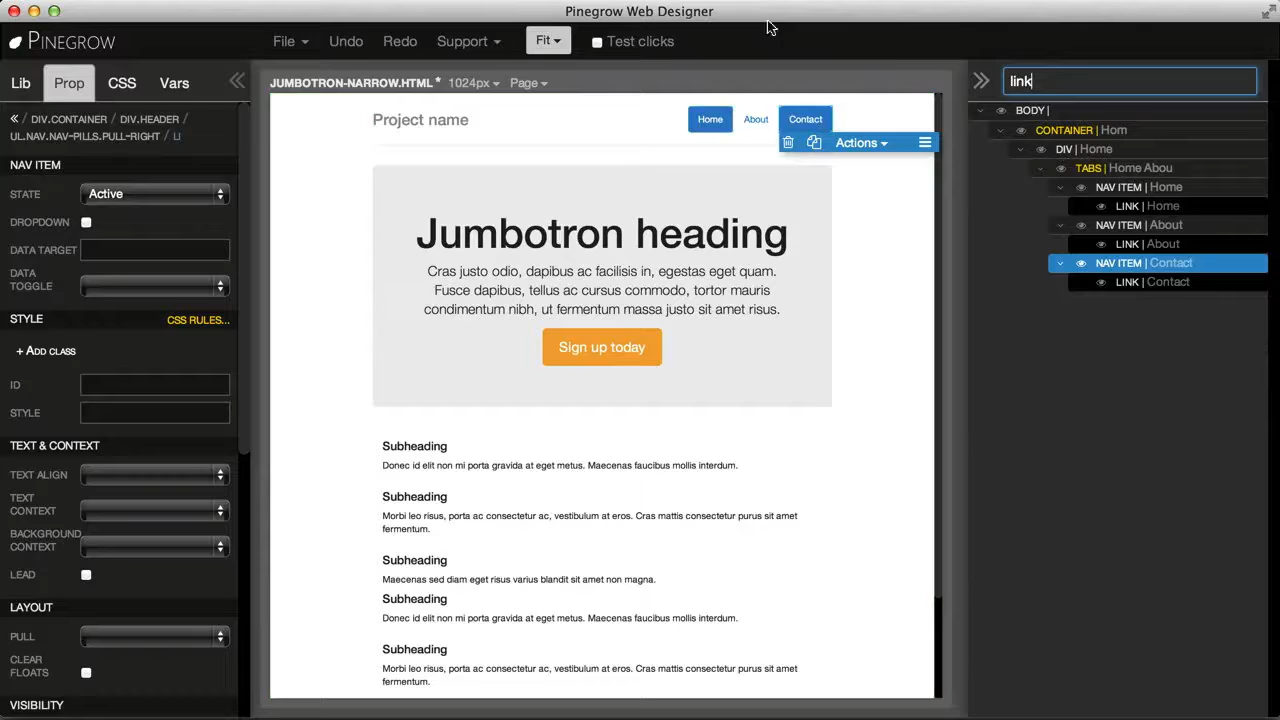 Pinegrow Web Designer
PINEGROW
File Undo Redo Support Fit Test clicks
Lib Prop CSS Vars
JUMBOTRON-NARROW.HTML * 1024px Page
link
DIV.CONTAINER / DIV.HEADER /
UL.NAV.NAV-PILLS.PULL-RIGHT / LI
NAV ITEM
STATE Active
DROPDOWN
DATA TARGET
DATA
TOGGLE
STYLE CSS RULES...
+ ADD CLASS
ID
STYLE
TEXT & CONTEXT
TEXT ALIGN
TEXT
CONTEXT
BACKGROUND
CONTEXT
LEAD
LAYOUT
PULL
CLEAR
FLOATS
VISIBILITY
Project name
Home About Contact
Actions
Jumbotron heading
Cras justo odio, dapibus ac facilisis in, egestas eget quam.
Fusce dapibus, tellus ac cursus commodo, tortor mauris
condimentum nibh, ut fermentum massa justo sit amet risus.
Sign up today
Subheading
Donec id elit non mi porta gravida at eget metus. Maecenas faucibus mollis interdum.
Subheading
Morbi leo risus, porta ac consectetur ac, vestibulum at eros. Cras mattis consectetur purus sit amet
fermentum.
Subheading
Maecenas sed diam eget risus varius blandit sit amet non magna.
Subheading
Donec id elit non mi porta gravida at eget metus. Maecenas faucibus mollis interdum.
Subheading
Morbi leo risus, porta ac consectetur ac, vestibulum at eros. Cras mattis consectetur purus sit amet
fermentum.
BODY |
CONTAINER | Hom
DIV | Home
TABS | Home Abou
NAV ITEM | Home
LINK | Home
NAV ITEM | About
LINK | About
NAV ITEM | Contact
LINK | Contact